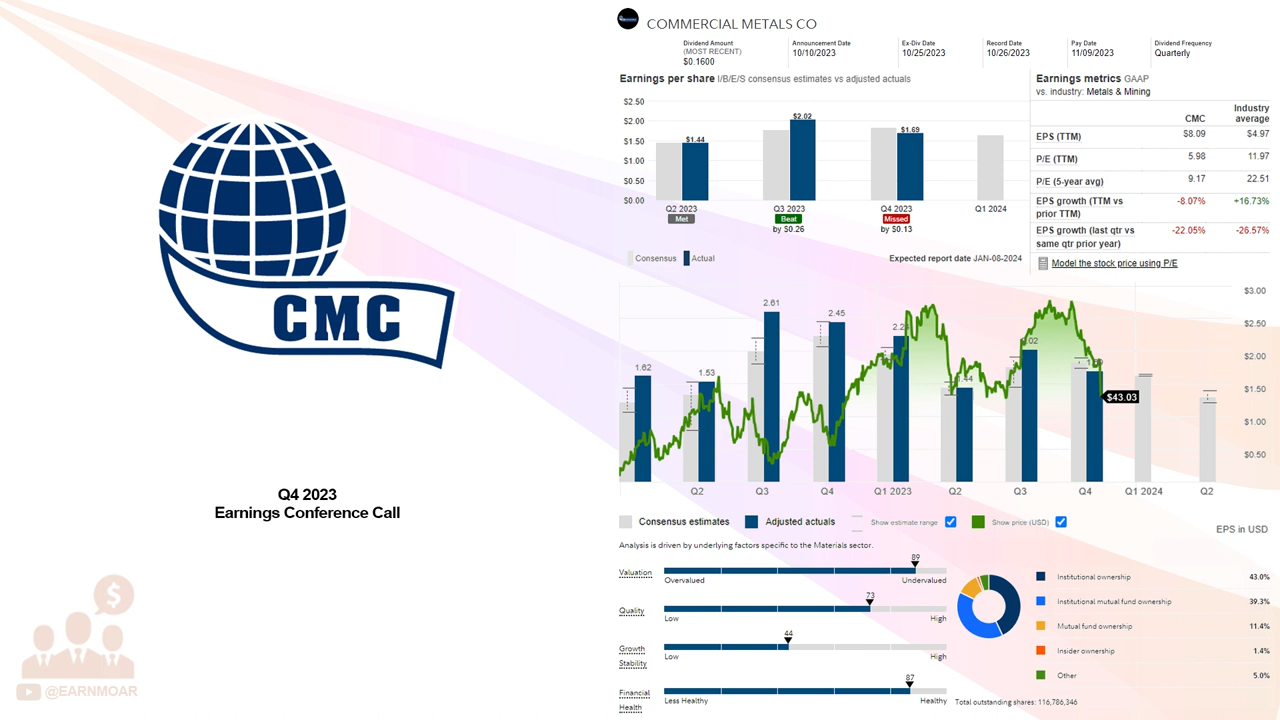 COMMERCIAL METALS CO
Dividend Amount
(MOST RECENT)
$0.1600
Announcement Date
10/10/2023
Ex-Div Date
10/25/2023
Record Date
10/26/2023
Pay Date
11/09/2023
Dividend Frequency
Quarterly
Earnings per share I/B/E/S consensus estimates vs adjusted actuals
$2.50
$2.00
$1.50
$1.00
$0.50
$0.00
$1.44
$2.02
$1.69
Q2 2023
Met
Q3 2023
Beat
by $0.26
Q4 2023
Missed
by $0.13
Q1 2024
Consensus
Actual
Expected report date JAN-08-2024
Earnings metrics GAAP
vs. industry: Metals & Mining
CMC
Industry
average
EPS (TTM)
$8.09
$4.97
P/E (TTM)
5.98
11.97
P/E (5-year avg)
9.17
22.51
EPS growth (TTM vs
prior TTM)
-8.07%
+16.73%
EPS growth (last qtr vs
same qtr prior year)
-22.05%
-26.57%
Model the stock price using P/E
CMC
Q4 2023
Earnings Conference Call
$
@EARNMOAR
1.62
1.53
2.61
2.45
$3.00
$2.50
$2.00
$1.50
$1.00
$0.50
$43.03
Q2
Q3
Q4
Q1 2023
Q2
Q3
Q4
Q1 2024
Q2
Consensus estimates
Adjusted actuals
Show estimate range
Show price (USD)
EPS in USD
Analysis is driven by underlying factors specific to the Materials sector.
Valuation
89
Overvalued
Undervalued
Quality
73
Low
High
Growth
Stability
44
Low
High
Financial
Health
87
Less Healthy
Healthy
Institutional ownership
43.0%
Institutional mutual fund ownership
39.3%
Mutual fund ownership
11.4%
Insider ownership
1.4%
Other
5.0%
Total outstanding shares: 116,786,346